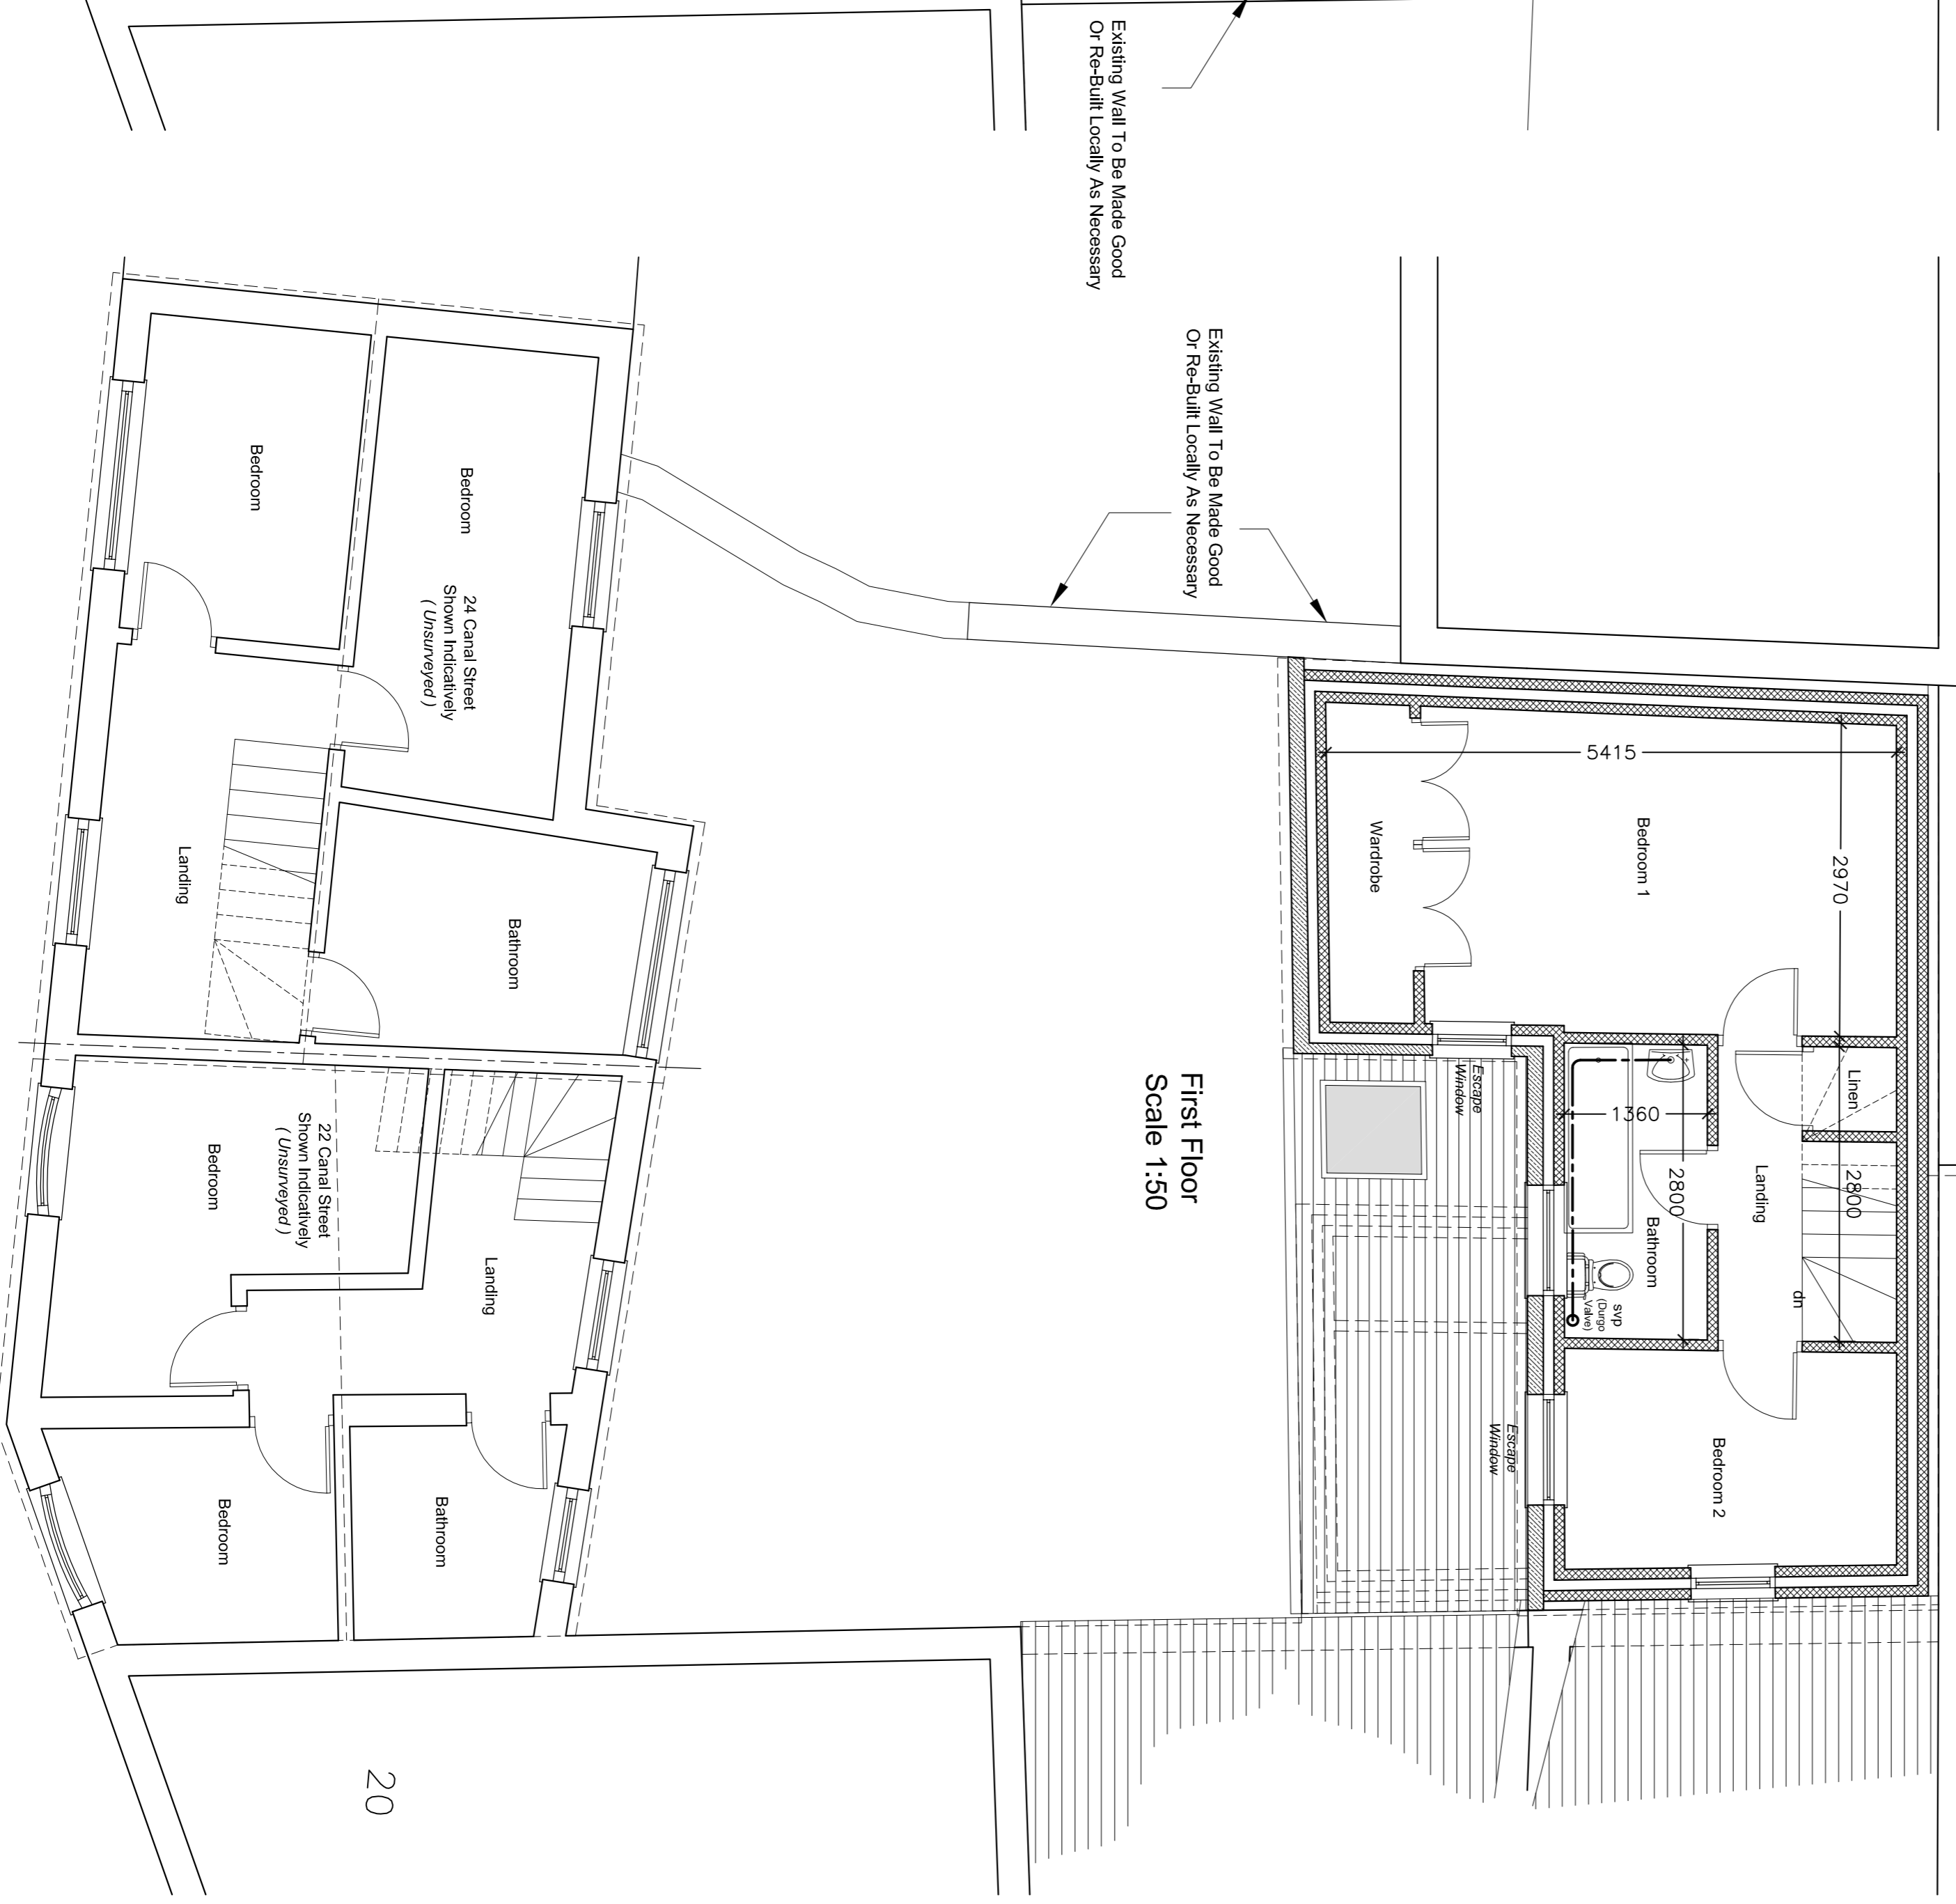 Existing Wall To Be Made Good
Or Re-Built Locally As Necessary
Existing Wall To Be Made Good
Or Re-Built Locally As Necessary
5415
2970
Bedroom 1
Wardrobe
Linen
1360
2800
2800
Landing
Bathroom
dn
svp
(Durgo
Valve)
Escape
Window
Escape
Window
Bedroom 2
First Floor
Scale 1:50
Bedroom
Bedroom
24 Canal Street
Shown Indicatively
( Unsurveyed )
Landing
Bathroom
22 Canal Street
Shown Indicatively
( Unsurveyed )
Bedroom
Landing
Bathroom
Bedroom
20